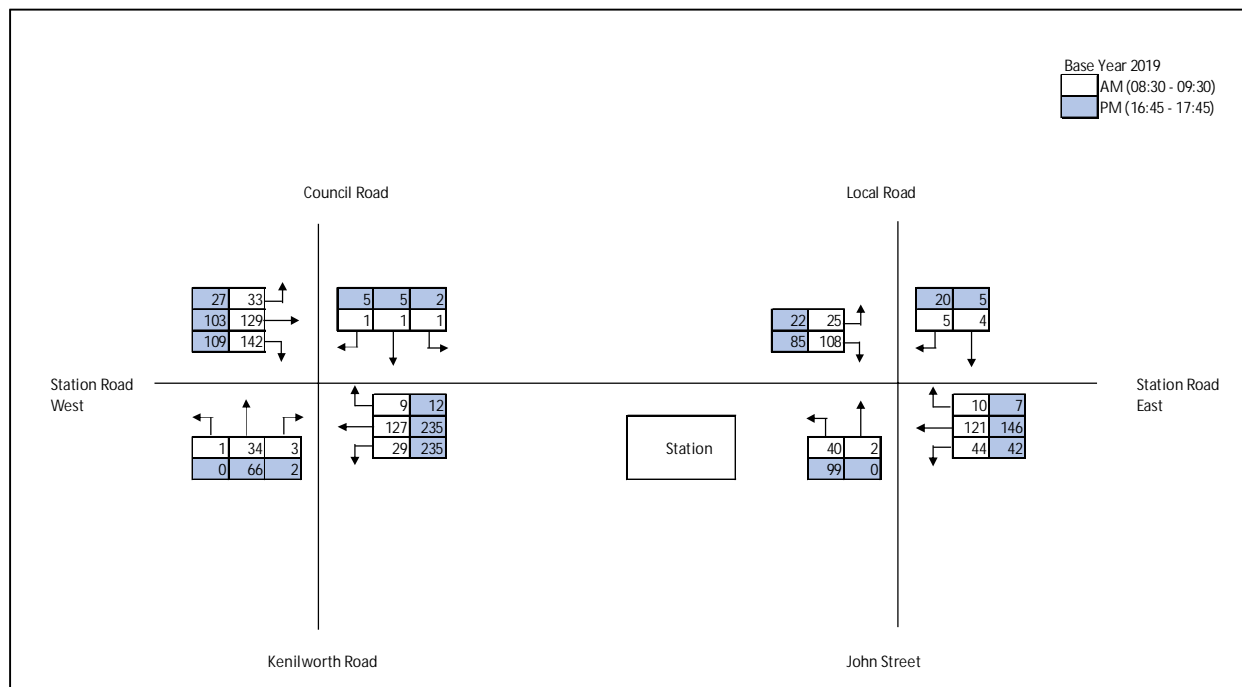 Base Year 2019
AM (08:30 - 09:30)
PM (16:45 - 17:45)
Council Road
Local Road
27 33
103 129
109 142
5 5 2
1 1 1
22 25
85 108
20 5
5 4
Station Road
West
Station Road
East
9 12
127 235
29 235
1 34 3
0 66 2
Station
40 2
99 0
10 7
121 146
44 42
Kenilworth Road
John Street